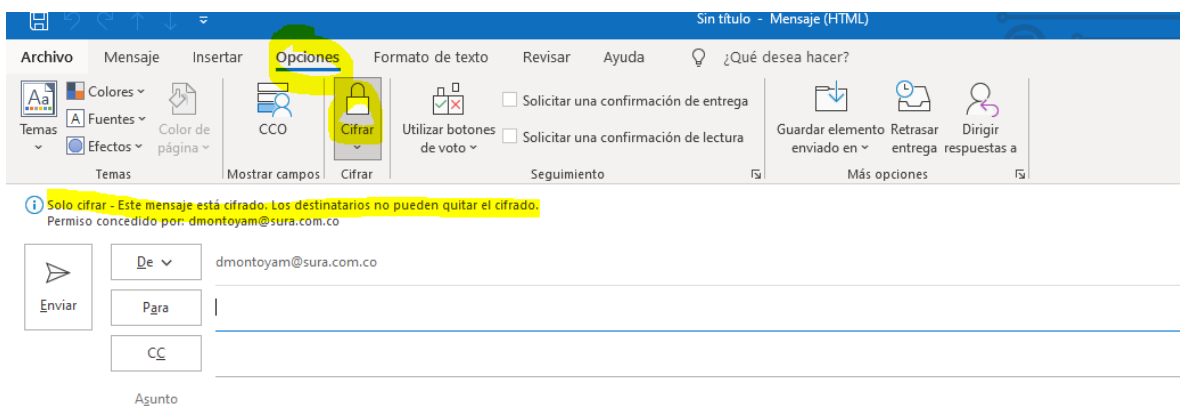 Sin título - Mensaje (HTML)
Archivo Mensaje Insertar Opciones Formato de texto Revisar Ayuda ¿Qué desea hacer?
Aa
Temas
Colores
A Fuentes
Efectos
Color de
página
CCO
Cifrar
Utilizar botones
de voto
Solicitar una confirmación de entrega
Solicitar una confirmación de lectura
Guardar elemento
enviado en
Retrasar
entrega
Dirigir
respuestas a
Temas Mostrar campos Cifrar Seguimiento Más opciones
Solo cifrar - Este mensaje está cifrado. Los destinatarios no pueden quitar el cifrado.
Permiso concedido por: dmontoyam@sura.com.co
Enviar
De dmontoyam@sura.com.co
Para
CC
Asunto